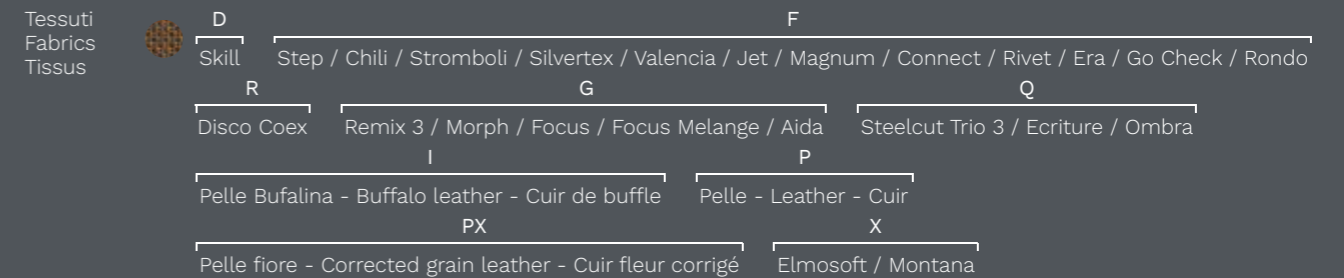 Tessuti
Fabrics
Tissus
D F
Skill Step / Chili / Stromboli / Silvertex / Valencia / Jet / Magnum / Connect / Rivet / Era / Go Check / Rondo
R G Q
Disco Coex Remix 3 / Morph / Focus / Focus Melange / Aida Steelcut Trio 3 / Ecriture / Ombra
I P
Pelle Bufalina - Buffalo leather - Cuir de buffle Pelle - Leather - Cuir
PX X
Pelle fiore - Corrected grain leather - Cuir fleur corrigé Elmosoft / Montana